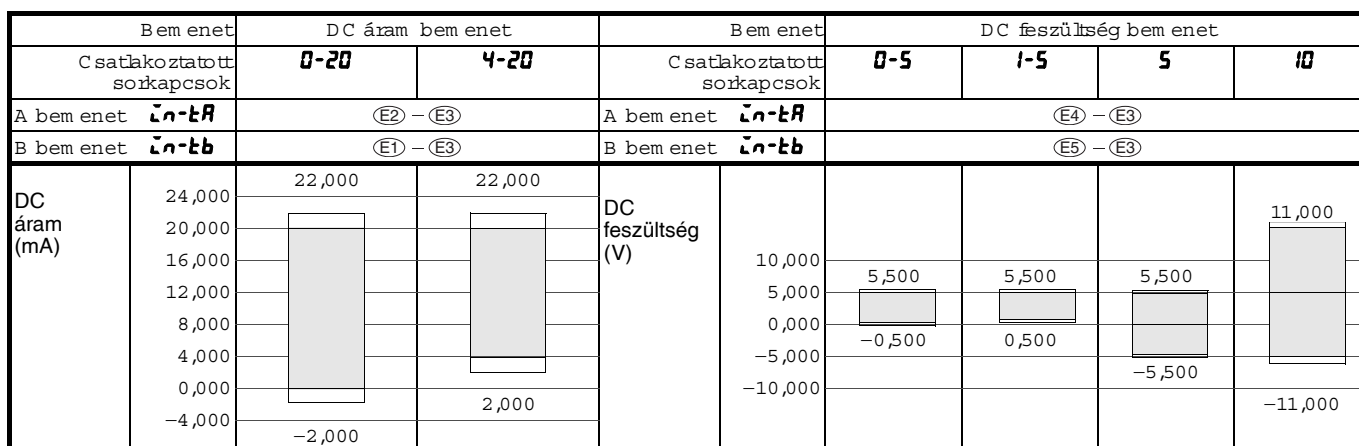 Bemenet DC áram bemenet Bemenet DC feszültség bemenet
Csatlakoztatott sorkapcsok 0-20 4-20 Csatlakoztatott sorkapcsok 0-5 1-5 5 10
A bemenet in-tA E2 – E3 A bemenet in-tA E4 – E3
B bemenet in-tb E1 – E3 B bemenet in-tb E5 – E3
DC
áram
(mA)
24,000
20,000
16,000
12,000
8,000
4,000
0,000
−4,000
22,000
−2,000
22,000
2,000
DC
feszültség
(V)
10,000
5,000
0,000
−5,000
−10,000
5,500
−0,500
5,500
0,500
5,500
−5,500
11,000
−11,000